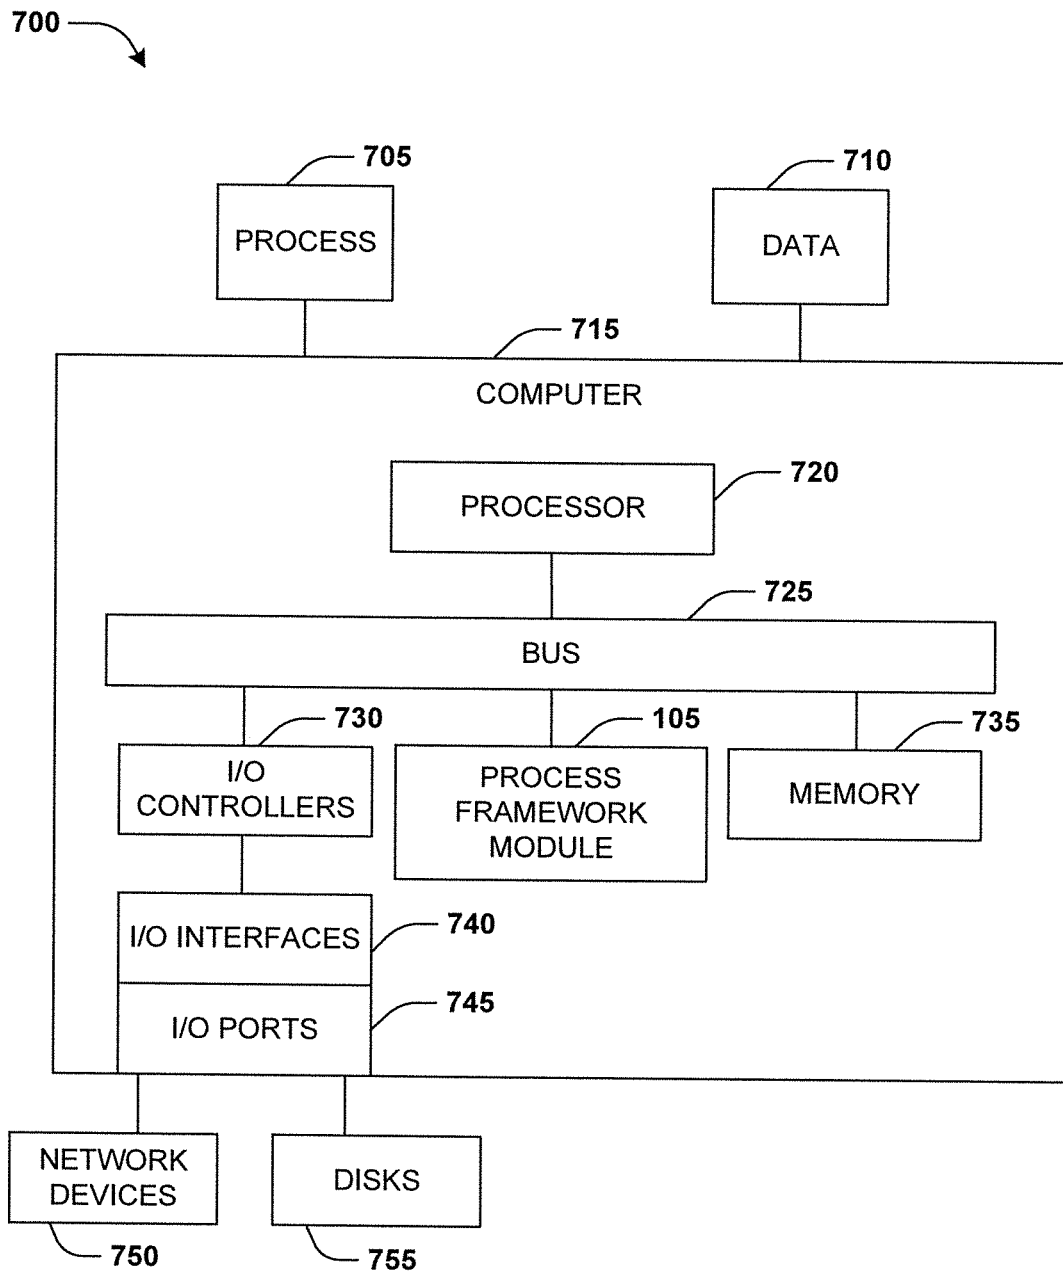 700
705
710
PROCESS
DATA
715
COMPUTER
720
PROCESSOR
725
BUS
730
105
735
I/O
CONTROLLERS
PROCESS
FRAMEWORK
MODULE
MEMORY
740
I/O INTERFACES
745
I/O PORTS
NETWORK
DEVICES
DISKS
750
755